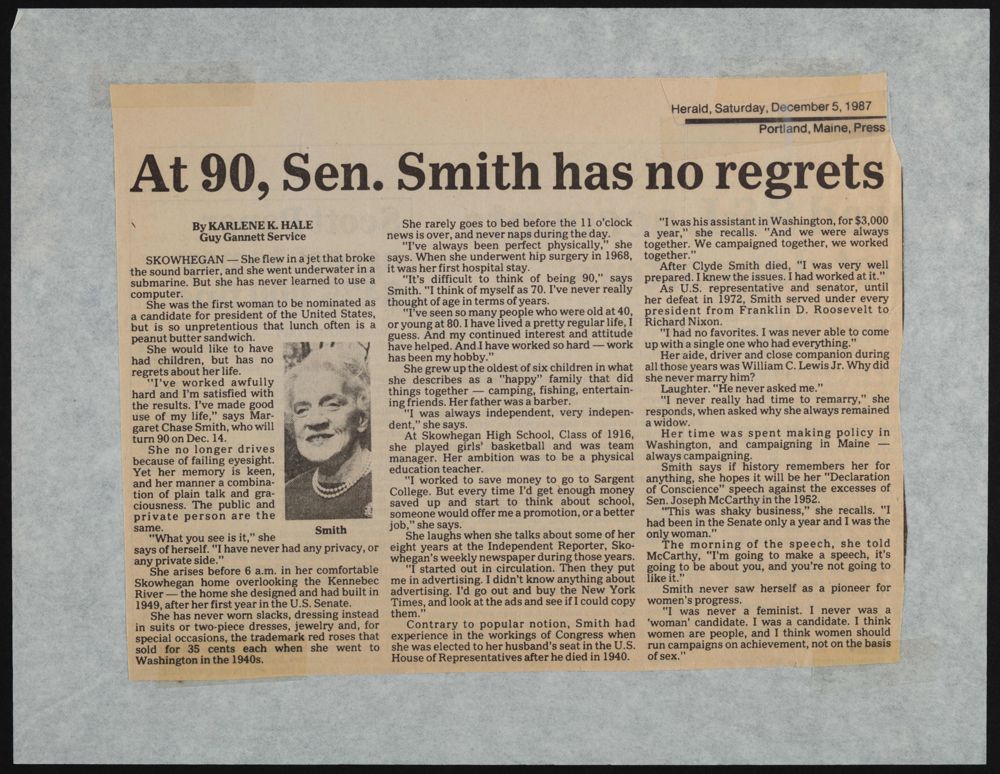 Herald, Saturday, December 5, 1987
Portland, Maine, Press
At 90, Sen. Smith has no regrets
By KARLENE K. HALE
Guy Gannett Service
SKOWHEGAN — She flew in a jet that broke
the sound barrier, and she went underwater in a
submarine. But she has never learned to use a
computer.
She was the first woman to be nominated as
a candidate for president of the United States,
but is so unpretentious that lunch often is a
peanut butter sandwich.
She would like to have
had children, but has no
regrets about her life.
"I've worked awfully
hard and I'm satisfied with
the results. I've made good
use of my life," says Mar-
garet Chase Smith, who will
turn 90 on Dec. 14.
She no longer drives
because of failing eyesight.
Yet her memory is keen,
and her manner a combina-
tion of plain talk and gra-
ciousness. The public and
private person are the
same.
"What you see is it," she
says of herself. "I have never had any privacy, or
any private side."
She arises before 6 a.m. in her comfortable
Skowhegan home overlooking the Kennebec
River — the home she designed and had built in
1949, after her first year in the U.S. Senate.
She has never worn slacks, dressing instead
in suits or two-piece dresses, jewelry and, for
special occasions, the trademark red roses that
sold for 35 cents each when she went to
Washington in the 1940s.
Smith
She rarely goes to bed before the 11 o'clock
news is over, and never naps during the day.
"I've always been perfect physically," she
says. When she underwent hip surgery in 1968,
it was her first hospital stay.
"It's difficult to think of being 90," says
Smith. "I think of myself as 70. I've never really
thought of age in terms of years.
"I've seen so many people who were old at 40,
or young at 80. I have lived a pretty regular life, I
guess. And my continued interest and attitude
have helped. And I have worked so hard — work
has been my hobby."
She grew up the oldest of six children in what
she describes as a "happy" family that did
things together — camping, fishing, entertain-
ing friends. Her father was a barber.
"I was always independent, very indepen-
dent," she says.
At Skowhegan High School, Class of 1916,
she played girls' basketball and was team
manager. Her ambition was to be a physical
education teacher.
"I worked to save money to go to Sargent
College. But every time I'd get enough money
saved up and start to think about school,
someone would offer me a promotion, or a better
job," she says.
She laughs when she talks about some of her
eight years at the Independent Reporter, Sko-
whegan's weekly newspaper during those years.
"I started out in circulation. Then they put
me in advertising. I didn't know anything about
advertising. I'd go out and buy the New York
Times, and look at the ads and see if I could copy
them."
Contrary to popular notion, Smith had
experience in the workings of Congress when
she was elected to her husband's seat in the U.S.
House of Representatives after he died in 1940.
"I was his assistant in Washington, for $3,000
a year," she recalls. "And we were always
together. We campaigned together, we worked
together."
After Clyde Smith died, "I was very well
prepared. I knew the issues. I had worked at it."
As U.S. representative and senator, until
her defeat in 1972, Smith served under every
president from Franklin D. Roosevelt to
Richard Nixon.
"I had no favorites. I was never able to come
up with a single one who had everything."
Her aide, driver and close companion during
all those years was William C. Lewis Jr. Why did
she never marry him?
Laughter. "He never asked me."
"I never really had time to remarry," she
responds, when asked why she always remained
a widow.
Her time was spent making policy in
Washington, and campaigning in Maine —
always campaigning.
Smith says if history remembers her for
anything, she hopes it will be her "Declaration
of Conscience" speech against the excesses of
Sen. Joseph McCarthy in the 1952.
"This was shaky business," she recalls. "I
had been in the Senate only a year and I was the
only woman."
The morning of the speech, she told
McCarthy, "I'm going to make a speech, it's
going to be about you, and you're not going to
like it."
Smith never saw herself as a pioneer for
women's progress.
"I was never a feminist. I never was a
'woman' candidate. I was a candidate. I think
women are people, and I think women should
run campaigns on achievement, not on the basis
of sex."